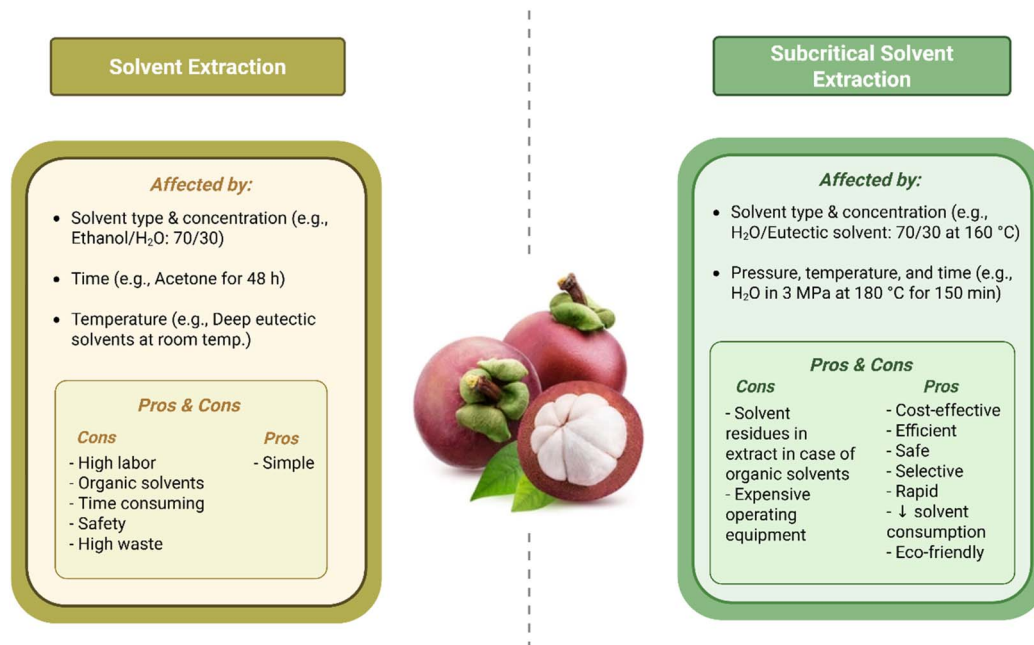 Solvent Extraction
Affected by:
• Solvent type & concentration (e.g.,
Ethanol/H₂O: 70/30)
• Time (e.g., Acetone for 48 h)
• Temperature (e.g., Deep eutectic
solvents at room temp.)
Pros & Cons
Cons
- High labor
- Organic solvents
- Time consuming
- Safety
- High waste
Pros
- Simple
Subcritical Solvent
Extraction
Affected by:
• Solvent type & concentration (e.g.,
H₂O/Eutectic solvent: 70/30 at 160 °C)
• Pressure, temperature, and time (e.g.,
H₂O in 3 MPa at 180 °C for 150 min)
Pros & Cons
Cons
- Solvent
residues in
extract in case of
organic solvents
- Expensive
operating
equipment
Pros
- Cost-effective
- Efficient
- Safe
- Selective
- Rapid
- ↓ solvent
consumption
- Eco-friendly